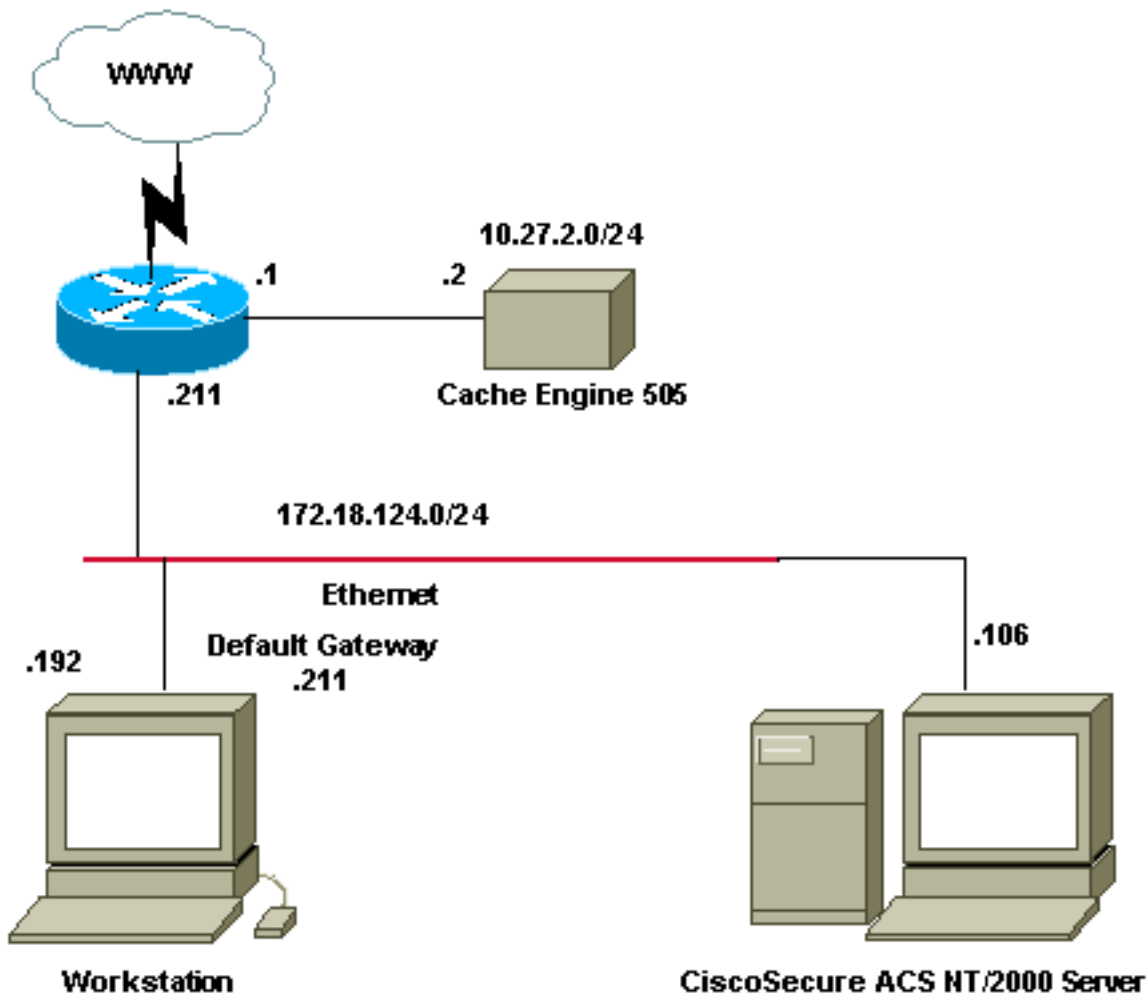 WWW
10.27.2.0/24
.1
.2
.211
Cache Engine 505
172.18.124.0/24
Ethernet
.192
Default Gateway
.211
.106
Workstation
CiscoSecure ACS NT/2000 Server